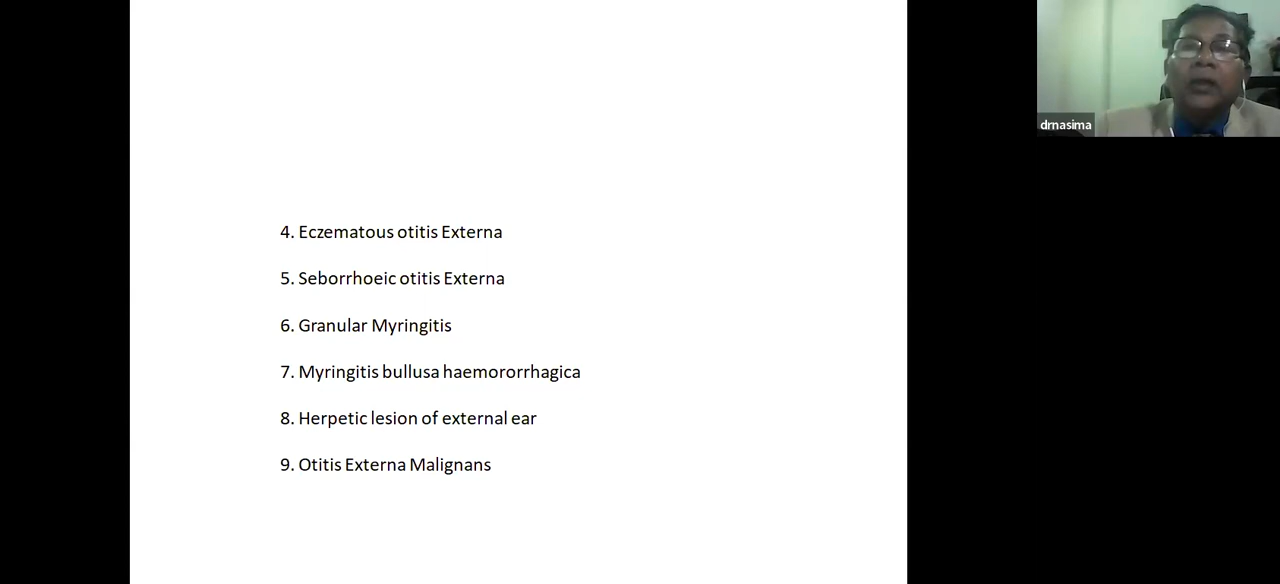 4. Eczematous otitis Externa
5. Seborrhoeic otitis Externa
6. Granular Myringitis
7. Myringitis bullusa haemororrhagica
8. Herpetic lesion of external ear
9. Otitis Externa Malignans
drnasima